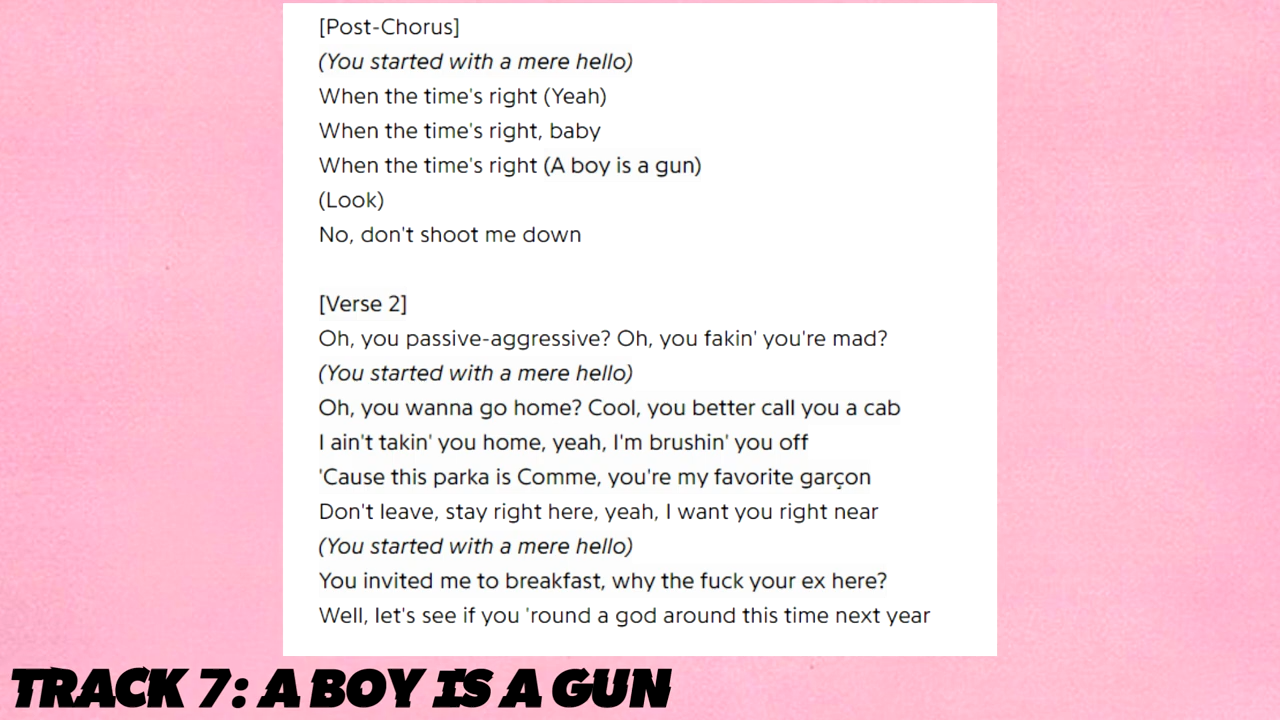 [Post-Chorus]
(You started with a mere hello)
When the time's right (Yeah)
When the time's right, baby
When the time's right (A boy is a gun)
(Look)
No, don't shoot me down
[Verse 2]
Oh, you passive-aggressive? Oh, you fakin' you're mad?
(You started with a mere hello)
Oh, you wanna go home? Cool, you better call you a cab
I ain't takin' you home, yeah, I'm brushin' you off
'Cause this parka is Comme, you're my favorite garçon
Don't leave, stay right here, yeah, I want you right near
(You started with a mere hello)
You invited me to breakfast, why the fuck your ex here?
Well, let's see if you 'round a god around this time next year
TRACK 7: A BOY IS A GUN